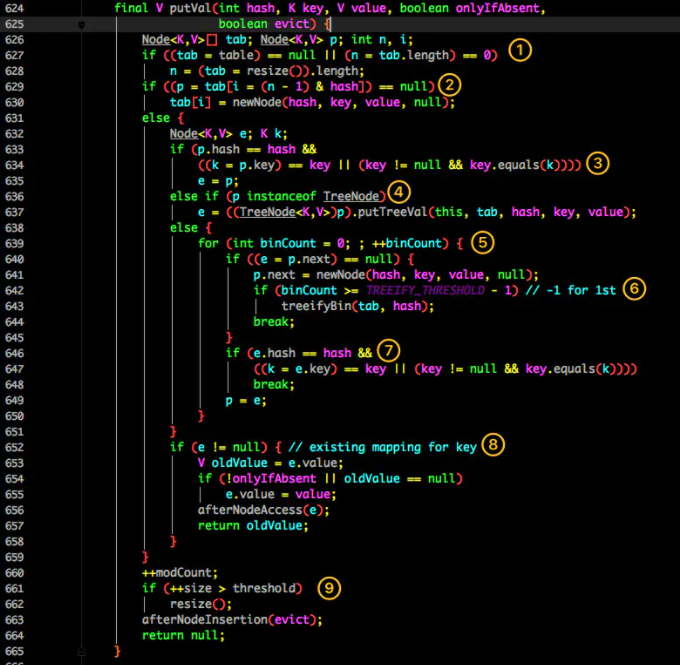 624 final V putVal(int hash, K key, V value, boolean onlyIfAbsent,
625 boolean evict) {
626 Node<K,V>[] tab; Node<K,V> p; int n, i;
627 if ((tab = table) == null || (n = tab.length) == 0) ①
628 n = (tab = resize()).length;
629 if ((p = tab[i = (n - 1) & hash]) == null) ②
630 tab[i] = newNode(hash, key, value, null);
631 else {
632 Node<K,V> e; K k;
633 if (p.hash == hash &&
634 ((k = p.key) == key || (key != null && key.equals(k)))) ③
635 e = p;
636 else if (p instanceof TreeNode) ④
637 e = ((TreeNode<K,V>)p).putTreeVal(this, tab, hash, key, value);
638 else {
639 for (int binCount = 0; ; ++binCount) { ⑤
640 if ((e = p.next) == null) {
641 p.next = newNode(hash, key, value, null);
642 if (binCount >= TREEIFY_THRESHOLD - 1) // -1 for 1st ⑥
643 treeifyBin(tab, hash);
644 break;
645 }
646 if (e.hash == hash && ⑦
647 ((k = e.key) == key || (key != null && key.equals(k))))
648 break;
649 p = e;
650 }
651 }
652 if (e != null) { // existing mapping for key ⑧
653 V oldValue = e.value;
654 if (!onlyIfAbsent || oldValue == null)
655 e.value = value;
656 afterNodeAccess(e);
657 return oldValue;
658 }
659 }
660 ++modCount;
661 if (++size > threshold) ⑨
662 resize();
663 afterNodeInsertion(evict);
664 return null;
665 }